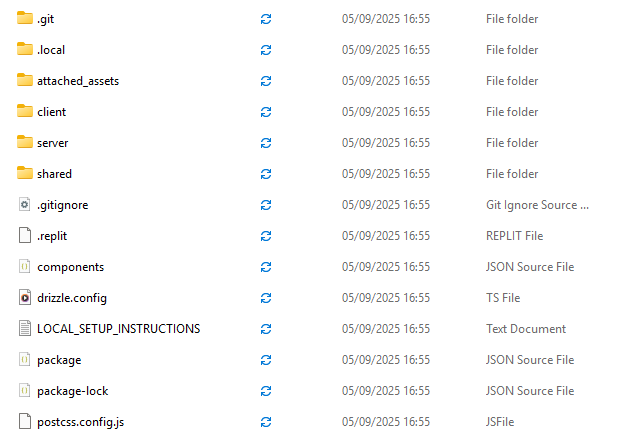 .git 05/09/2025 16:55 File folder
.local 05/09/2025 16:55 File folder
attached_assets 05/09/2025 16:55 File folder
client 05/09/2025 16:55 File folder
server 05/09/2025 16:55 File folder
shared 05/09/2025 16:55 File folder
.gitignore 05/09/2025 16:55 Git Ignore Source ...
.replit 05/09/2025 16:55 REPLIT File
components 05/09/2025 16:55 JSON Source File
drizzle.config 05/09/2025 16:55 TS File
LOCAL_SETUP_INSTRUCTIONS 05/09/2025 16:55 Text Document
package 05/09/2025 16:55 JSON Source File
package-lock 05/09/2025 16:55 JSON Source File
postcss.config.js 05/09/2025 16:55 JSFile